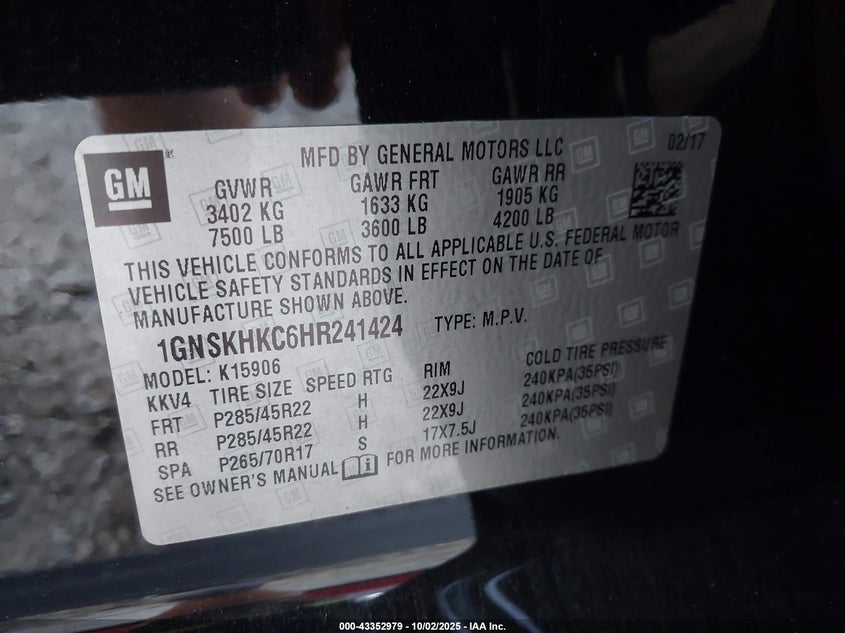 GM
MFD BY GENERAL MOTORS LLC
02/17
GVWR GAWR FRT GAWR RR
3402 KG 1633 KG 1905 KG
7500 LB 3600 LB 4200 LB
THIS VEHICLE CONFORMS TO ALL APPLICABLE U.S. FEDERAL MOTOR
VEHICLE SAFETY STANDARDS IN EFFECT ON THE DATE OF
MANUFACTURE SHOWN ABOVE.
1GNSKHKC6HR241424 TYPE: M.P.V.
MODEL: K15906
KKV4 TIRE SIZE SPEED RTG RIM COLD TIRE PRESSURE
FRT P285/45R22 H 22X9J 240KPA(35PSI)
RR P285/45R22 H 22X9J 240KPA(35PSI)
SPA P265/70R17 S 17X7.5J 240KPA(35PSI)
SEE OWNER'S MANUAL FOR MORE INFORMATION.
000-43352979 - 10/02/2025 - IAA Inc.